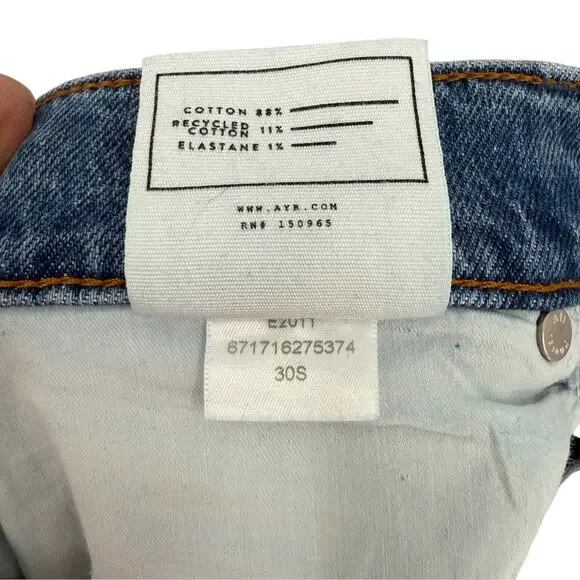 COTTON 88%
RECYCLED
COTTON 11%
ELASTANE 1%
WWW.AYR.COM
RN# 150965
E2011
671716275374
30S